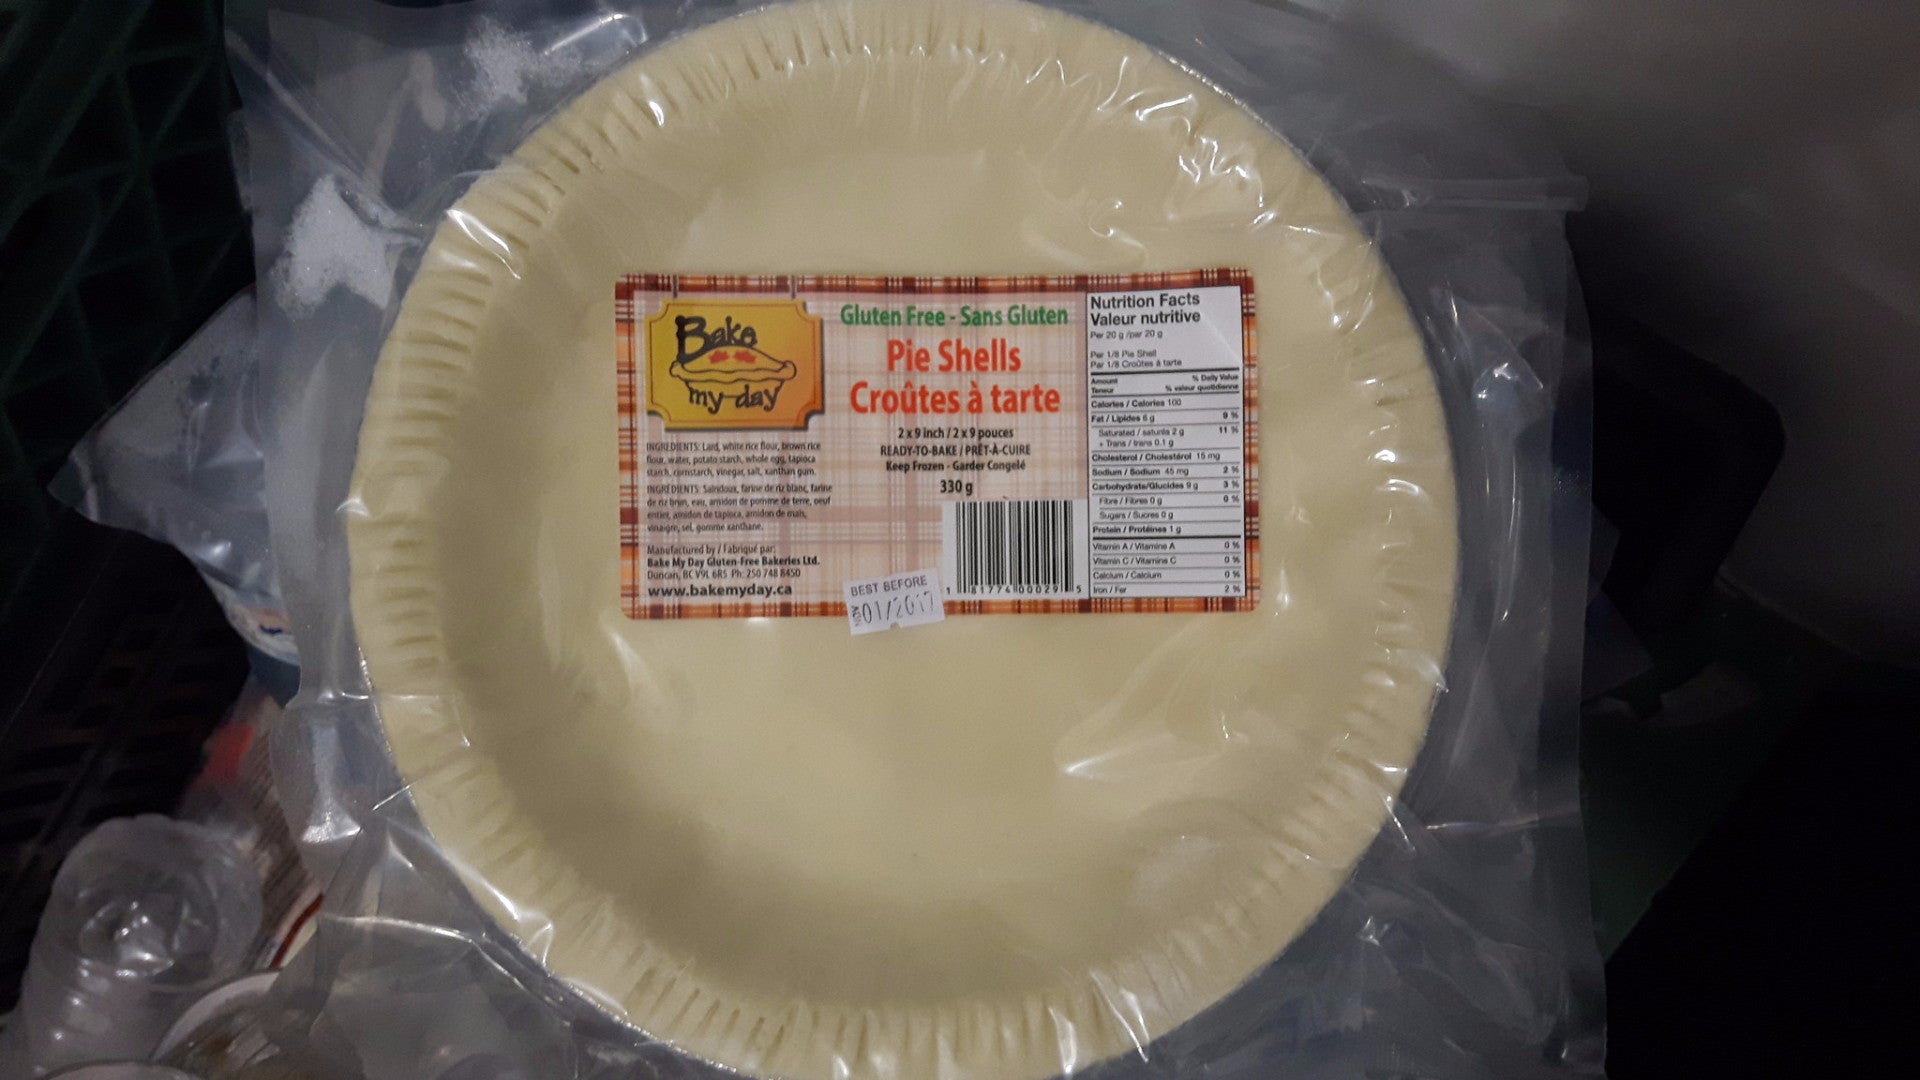 Bake
my day
Gluten Free - Sans Gluten
Pie Shells
Croûtes à tarte
2 x 9 inch / 2 x 9 pouces
READY-TO-BAKE / PRÊT-À-CUIRE
Keep Frozen - Garder Congelé
330 g
INGREDIENTS: Lard, white rice flour, brown rice
flour, water, potato starch, whole egg, tapioca
starch, cornstarch, vinegar, salt, xanthan gum.
INGRÉDIENTS: Saindoux, farine de riz blanc, farine
de riz brun, eau, amidon de pomme de terre, oeuf
entier, amidon de tapioca, amidon de maïs,
vinaigre, sel, gomme xanthane.
Manufactured by / Fabriqué par:
Bake My Day Gluten-Free Bakeries Ltd.
Duncan, BC V9L 6R5 Ph: 250 748 8450
www.bakemyday.ca
BEST BEFORE
NOV 01/2017
1 81774 00029 5
Nutrition Facts
Valeur nutritive
Per 20 g /par 20 g
Per 1/8 Pie Shell
Par 1/8 Croûtes à tarte
Amount % Daily Value
Teneur % valeur quotidienne
Calories / Calories 100
Fat / Lipides 6 g 9 %
Saturated / saturés 2 g 11 %
+ Trans / trans 0.1 g
Cholesterol / Cholestérol 15 mg
Sodium / Sodium 45 mg 2 %
Carbohydrate/Glucides 9 g 3 %
Fibre / Fibres 0 g 0 %
Sugars / Sucres 0 g
Protein / Protéines 1 g
Vitamin A / Vitamine A 0 %
Vitamin C / Vitamine C 0 %
Calcium / Calcium 0 %
Iron / Fer 2 %